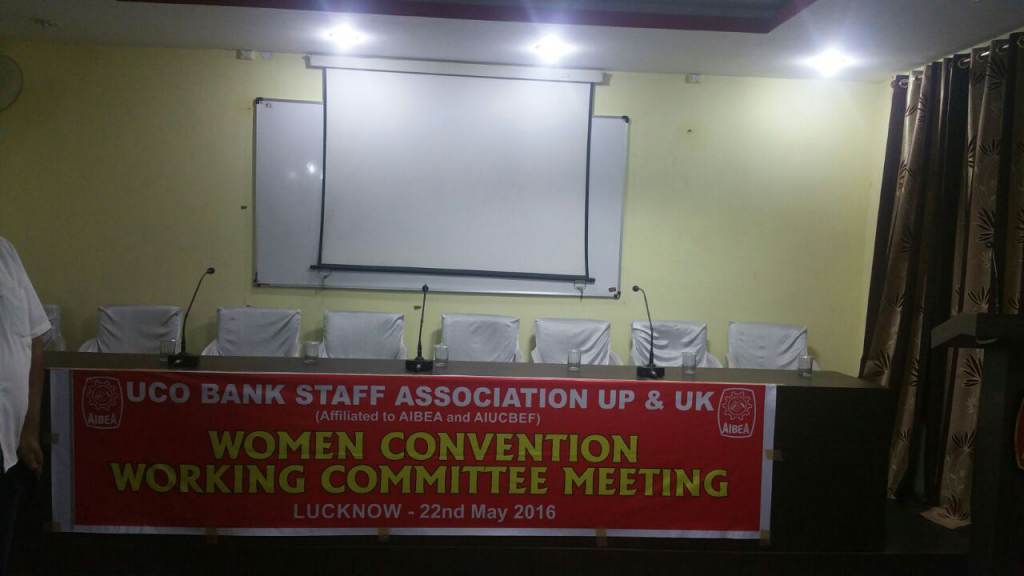 UCO BANK STAFF ASSOCIATION UP & UK
(Affiliated to AIBEA and AIUCBEF)
AIBEA
AIBEA
WOMEN CONVENTION
WORKING COMMITTEE MEETING
LUCKNOW - 22nd May 2016